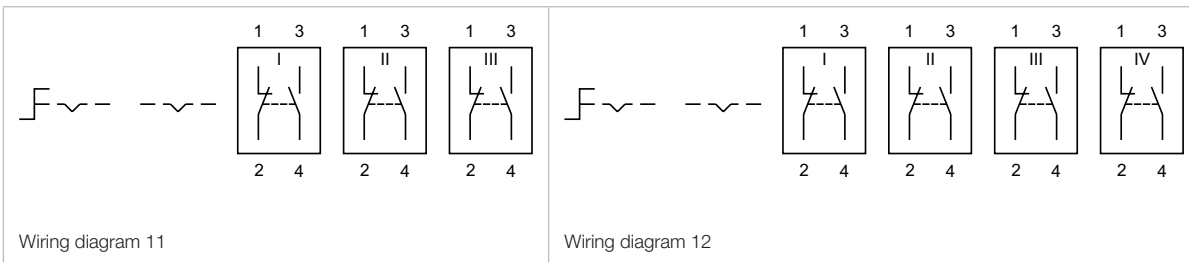 1 3 1 3 1 3
I II III
2 4 2 4 2 4
Wiring diagram 11
1 3 1 3 1 3 1 3
I II III IV
2 4 2 4 2 4 2 4
Wiring diagram 12